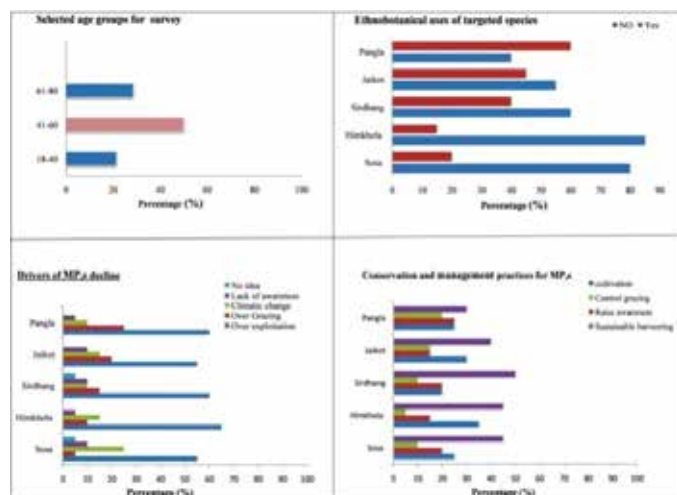 Selected age groups for survey
61-80
41-60
18-40
0 20 40 60 80 100
Percentage (%)
Ethnobotanical uses of targeted species
NO Yes
Pangla
Jaikot
Sirdhang
Himkhola
Sosa
0 10 20 30 40 50 60 70 80 90
Percentage (%)
Drivers of MP,s decline
No idea
Lack of awareness
Climatic change
Over Grazing
Over exploitation
Pangla
Jaikot
Sirdhang
Himkhola
Sosa
0 10 20 30 40 50 60 70 80 90 100
Percentage (%)
Conservation and management practices for MP,s
cultivation
Control grazing
Raise awareness
Sustainable harvesting
Pangla
Jaikot
Sirdhang
Himkhola
Sosa
0 10 20 30 40 50 60 70 80 90 100
Percentage (%)